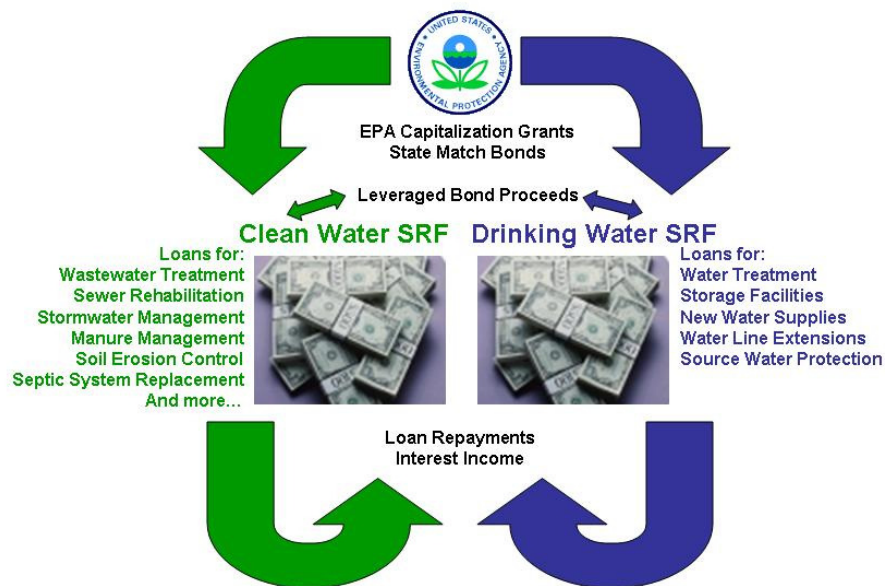 UNITED STATES
ENVIRONMENTAL PROTECTION AGENCY
EPA Capitalization Grants
State Match Bonds
Leveraged Bond Proceeds
Clean Water SRF
Loans for:
Wastewater Treatment
Sewer Rehabilitation
Stormwater Management
Manure Management
Soil Erosion Control
Septic System Replacement
And more...
Drinking Water SRF
Loans for:
Water Treatment
Storage Facilities
New Water Supplies
Water Line Extensions
Source Water Protection
Loan Repayments
Interest Income